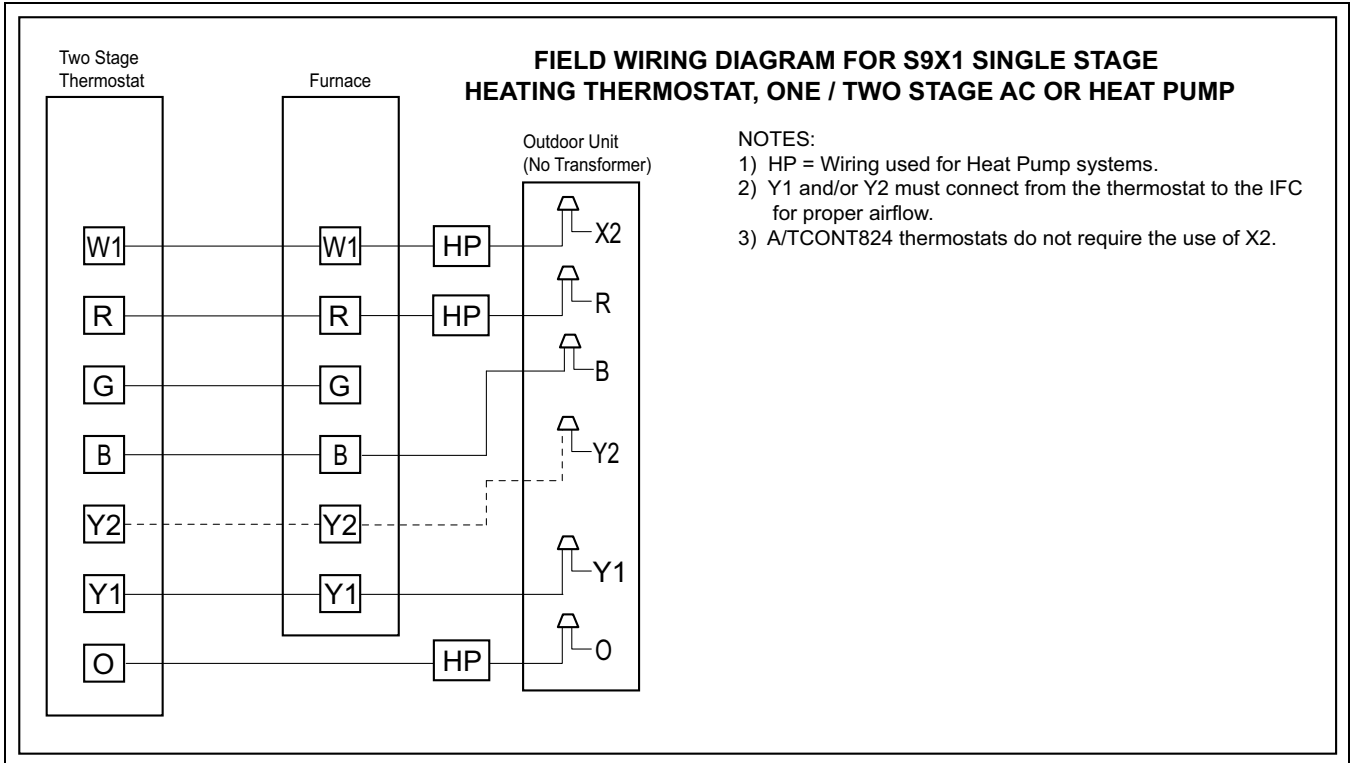 FIELD WIRING DIAGRAM FOR S9X1 SINGLE STAGE
HEATING THERMOSTAT, ONE / TWO STAGE AC OR HEAT PUMP
Two Stage
Thermostat
Furnace
Outdoor Unit
(No Transformer)
NOTES:
1) HP = Wiring used for Heat Pump systems.
2) Y1 and/or Y2 must connect from the thermostat to the IFC
for proper airflow.
3) A/TCONT824 thermostats do not require the use of X2.
W1 W1 HP X2
R R HP R
G G
B B B
Y2 Y2 Y2
Y1 Y1 Y1
O HP O